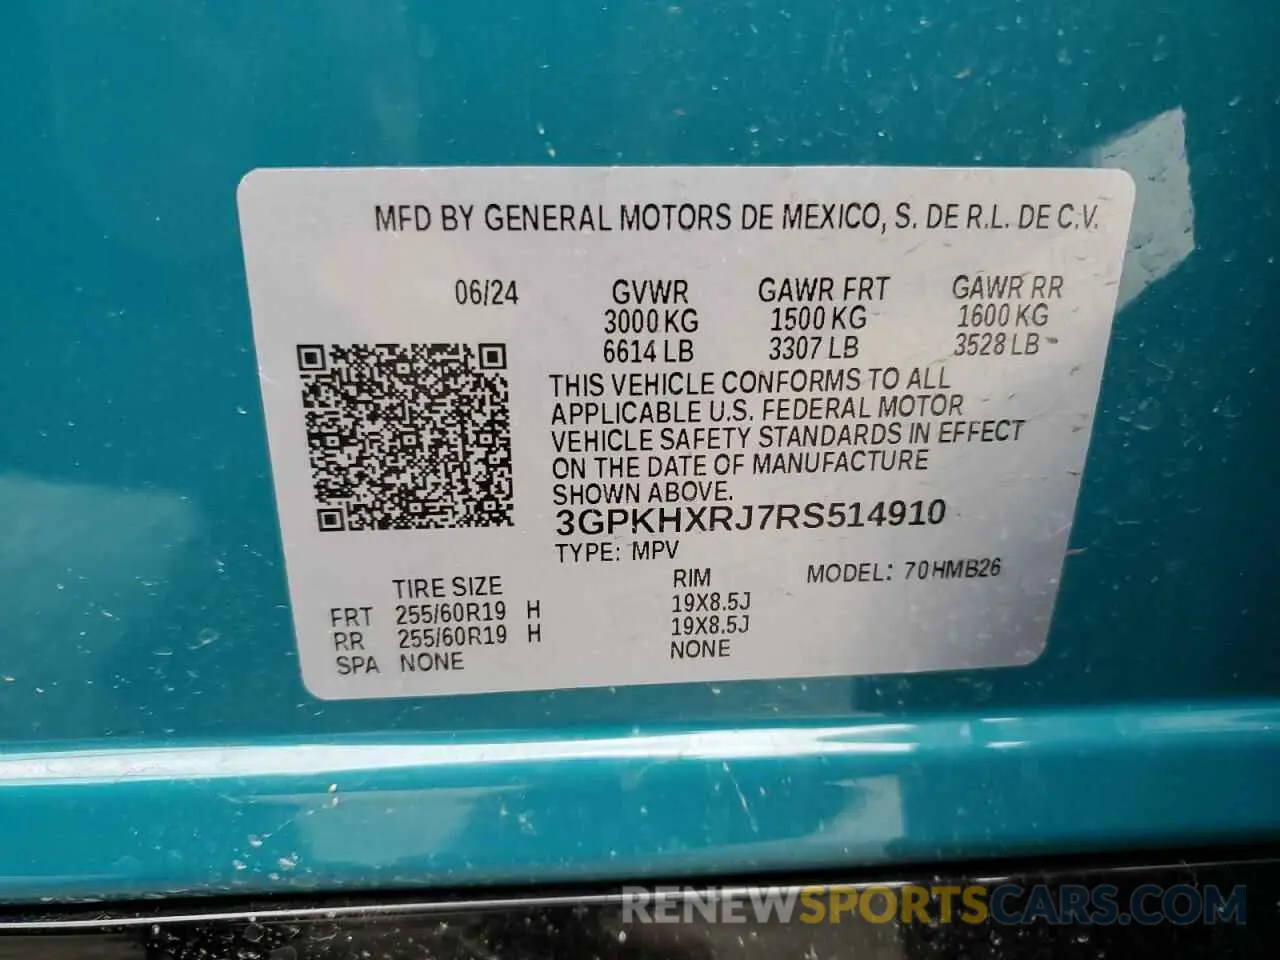 MFD BY GENERAL MOTORS DE MEXICO, S. DE R.L. DE C.V.
06/24 GVWR GAWR FRT GAWR RR
3000 KG 1500 KG 1600 KG
6614 LB 3307 LB 3528 LB
THIS VEHICLE CONFORMS TO ALL
APPLICABLE U.S. FEDERAL MOTOR
VEHICLE SAFETY STANDARDS IN EFFECT
ON THE DATE OF MANUFACTURE
SHOWN ABOVE.
3GPKHXRJ7RS514910
TYPE: MPV
TIRE SIZE RIM MODEL: 70HMB26
FRT 255/60R19 H 19X8.5J
RR 255/60R19 H 19X8.5J
SPA NONE NONE
RENEWSPORTSCARS.COM